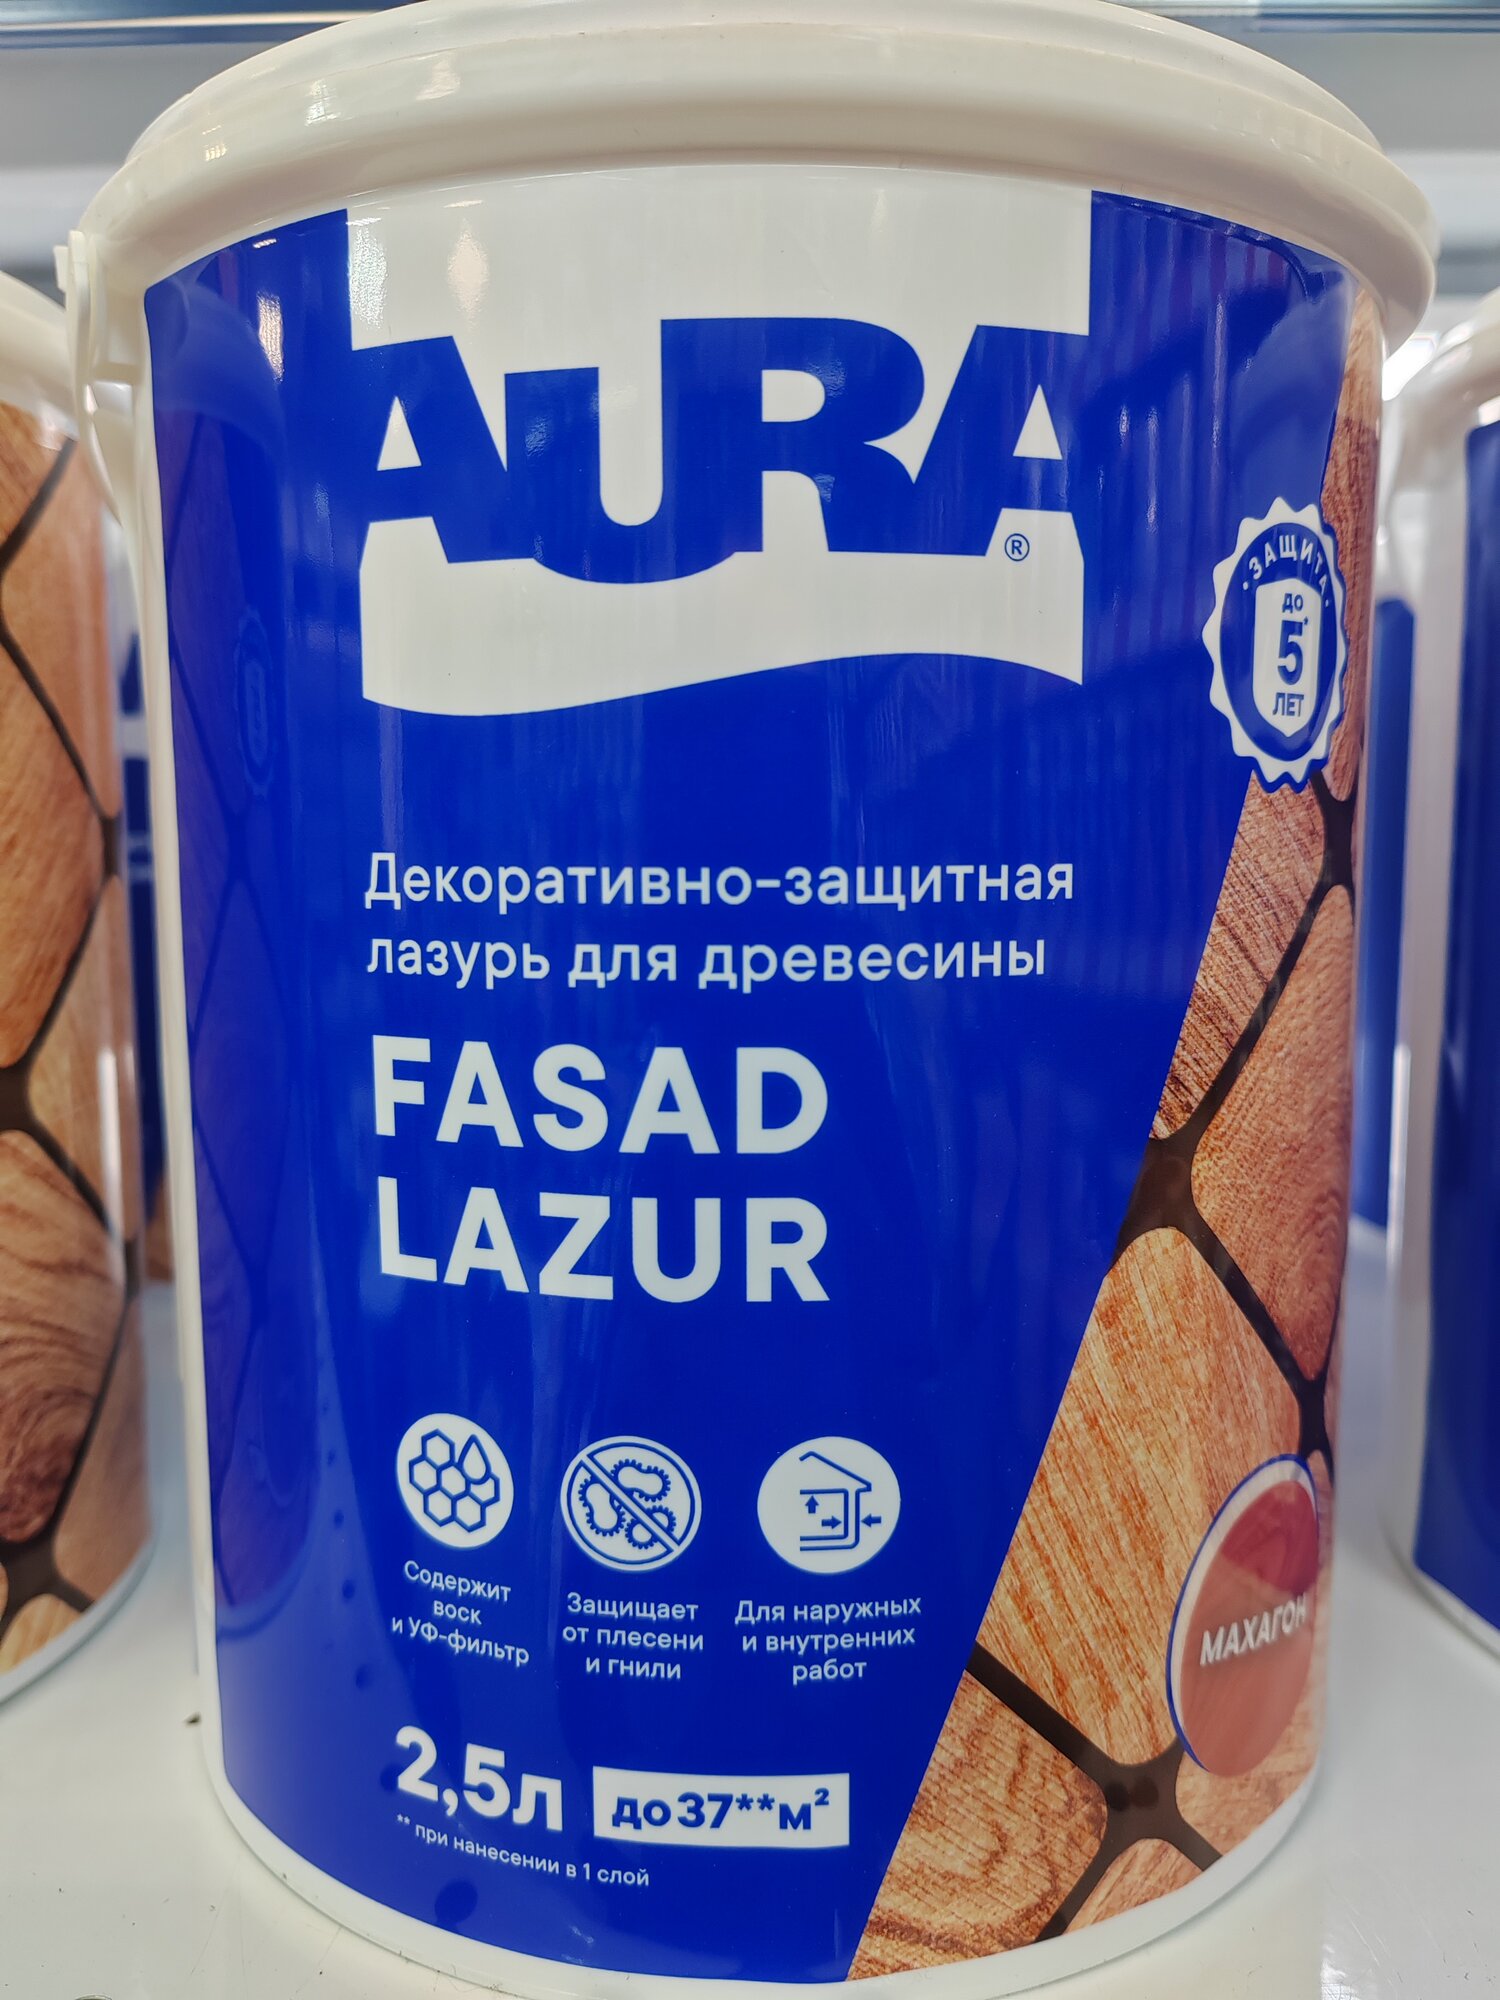 AURA®
ЗАЩИТА
ДО
5*
ЛЕТ
Декоративно-защитная
лазурь для древесины
FASAD
LAZUR
Содержит
воск
и УФ-фильтр
Защищает
от плесени
и гнили
Для наружных
и внутренних
работ
МАХАГОН
2,5л
до 37**м²
** при нанесении в 1 слой